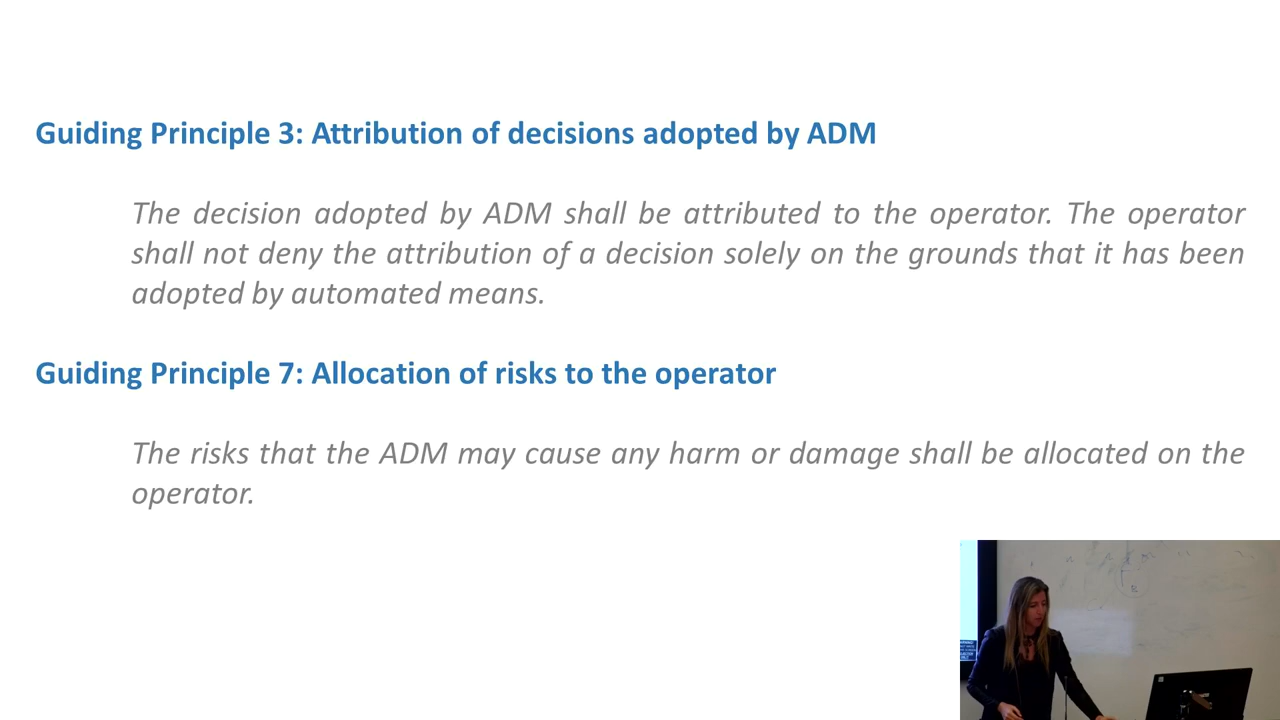 Guiding Principle 3: Attribution of decisions adopted by ADM
The decision adopted by ADM shall be attributed to the operator. The operator
shall not deny the attribution of a decision solely on the grounds that it has been
adopted by automated means.
Guiding Principle 7: Allocation of risks to the operator
The risks that the ADM may cause any harm or damage shall be allocated on the
operator.